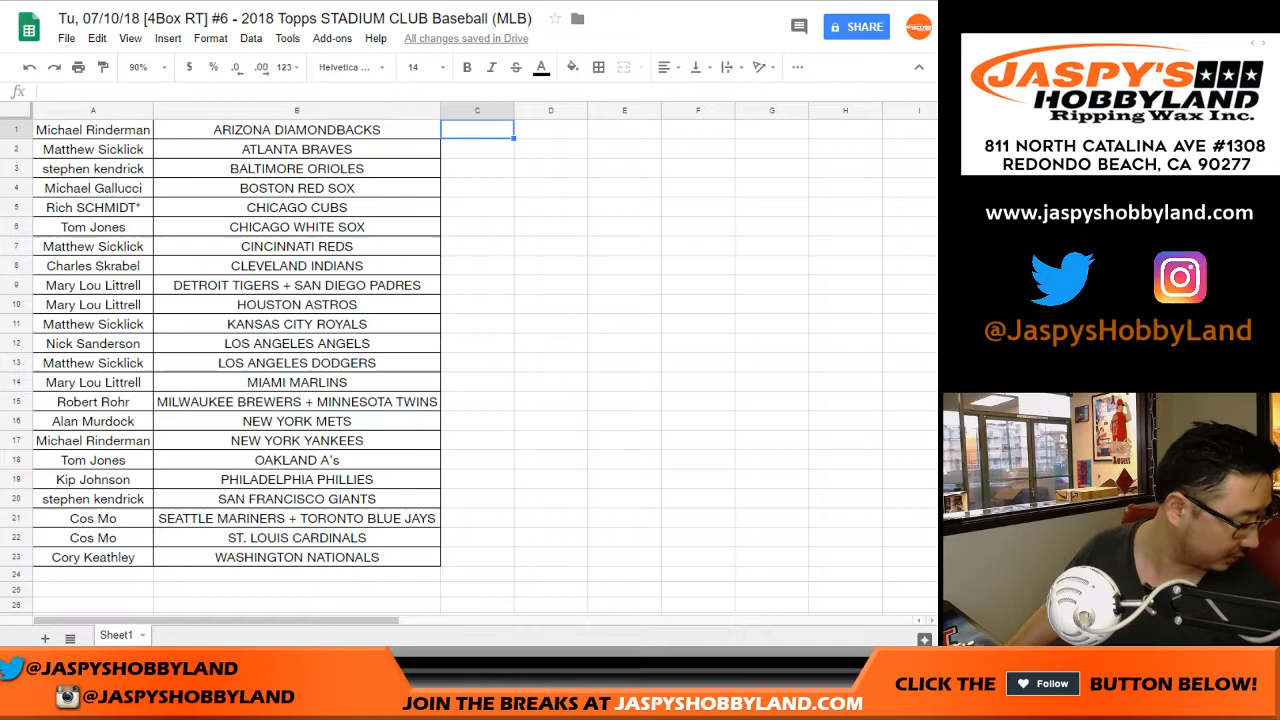 Tu, 07/10/18 [4Box RT] #6 - 2018 Topps STADIUM CLUB Baseball (MLB)
SHARE
File Edit View Insert Format Data Tools Add-ons Help All changes saved in Drive
90% $ % .0 .00 123 Helvetica ... 14 B I S A
fx
A B C D E F G H I
1 Michael Rinderman ARIZONA DIAMONDBACKS
2 Matthew Sicklick ATLANTA BRAVES
3 stephen kendrick BALTIMORE ORIOLES
4 Michael Gallucci BOSTON RED SOX
5 Rich SCHMIDT* CHICAGO CUBS
6 Tom Jones CHICAGO WHITE SOX
7 Matthew Sicklick CINCINNATI REDS
8 Charles Skrabel CLEVELAND INDIANS
9 Mary Lou Littrell DETROIT TIGERS + SAN DIEGO PADRES
10 Mary Lou Littrell HOUSTON ASTROS
11 Matthew Sicklick KANSAS CITY ROYALS
12 Nick Sanderson LOS ANGELES ANGELS
13 Matthew Sicklick LOS ANGELES DODGERS
14 Mary Lou Littrell MIAMI MARLINS
15 Robert Rohr MILWAUKEE BREWERS + MINNESOTA TWINS
16 Alan Murdock NEW YORK METS
17 Michael Rinderman NEW YORK YANKEES
18 Tom Jones OAKLAND A's
19 Kip Johnson PHILADELPHIA PHILLIES
20 stephen kendrick SAN FRANCISCO GIANTS
21 Cos Mo SEATTLE MARINERS + TORONTO BLUE JAYS
22 Cos Mo ST. LOUIS CARDINALS
23 Cory Keathley WASHINGTON NATIONALS
24
25
26
Sheet1
JASPY'S
HOBBYLAND
Ripping Wax Inc.
811 NORTH CATALINA AVE #1308
REDONDO BEACH, CA 90277
www.jaspyshobbyland.com
@JaspysHobbyLand
ANGELS
@JASPYSHOBBYLAND
@JASPYSHOBBYLAND
JOIN THE BREAKS AT JASPYSHOBBYLAND.COM
CLICK THE Follow BUTTON BELOW!